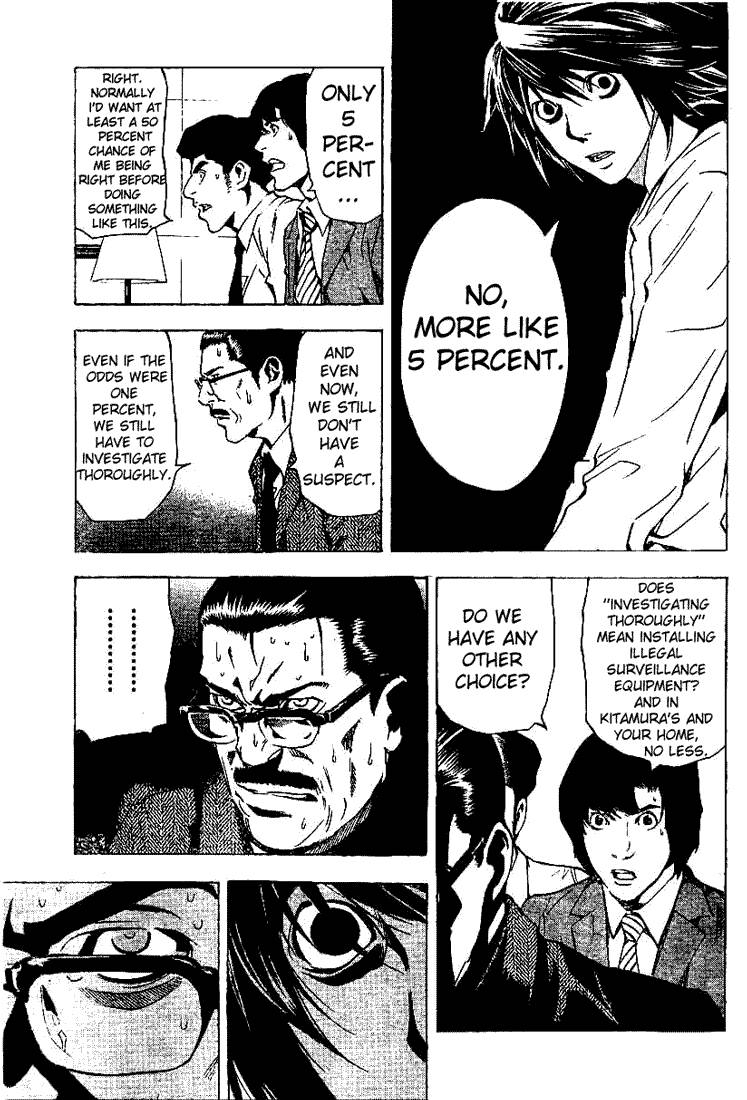 NO,
MORE LIKE
5 PERCENT.
ONLY
5
PER-
CENT
...
RIGHT.
NORMALLY
I'D WANT AT
LEAST A 50
PERCENT
CHANCE OF
ME BEING
RIGHT BEFORE
DOING
SOMETHING
LIKE THIS.
AND
EVEN
NOW,
WE STILL
DON'T
HAVE
A
SUSPECT.
EVEN IF THE
ODDS WERE
ONE
PERCENT,
WE STILL
HAVE TO
INVESTIGATE
THOROUGHLY.
DOES
"INVESTIGATING
THOROUGHLY"
MEAN INSTALLING
ILLEGAL
SURVEILLANCE
EQUIPMENT?
AND IN
KITAMURA'S AND
YOUR HOME,
NO LESS.
DO WE
HAVE ANY
OTHER
CHOICE?